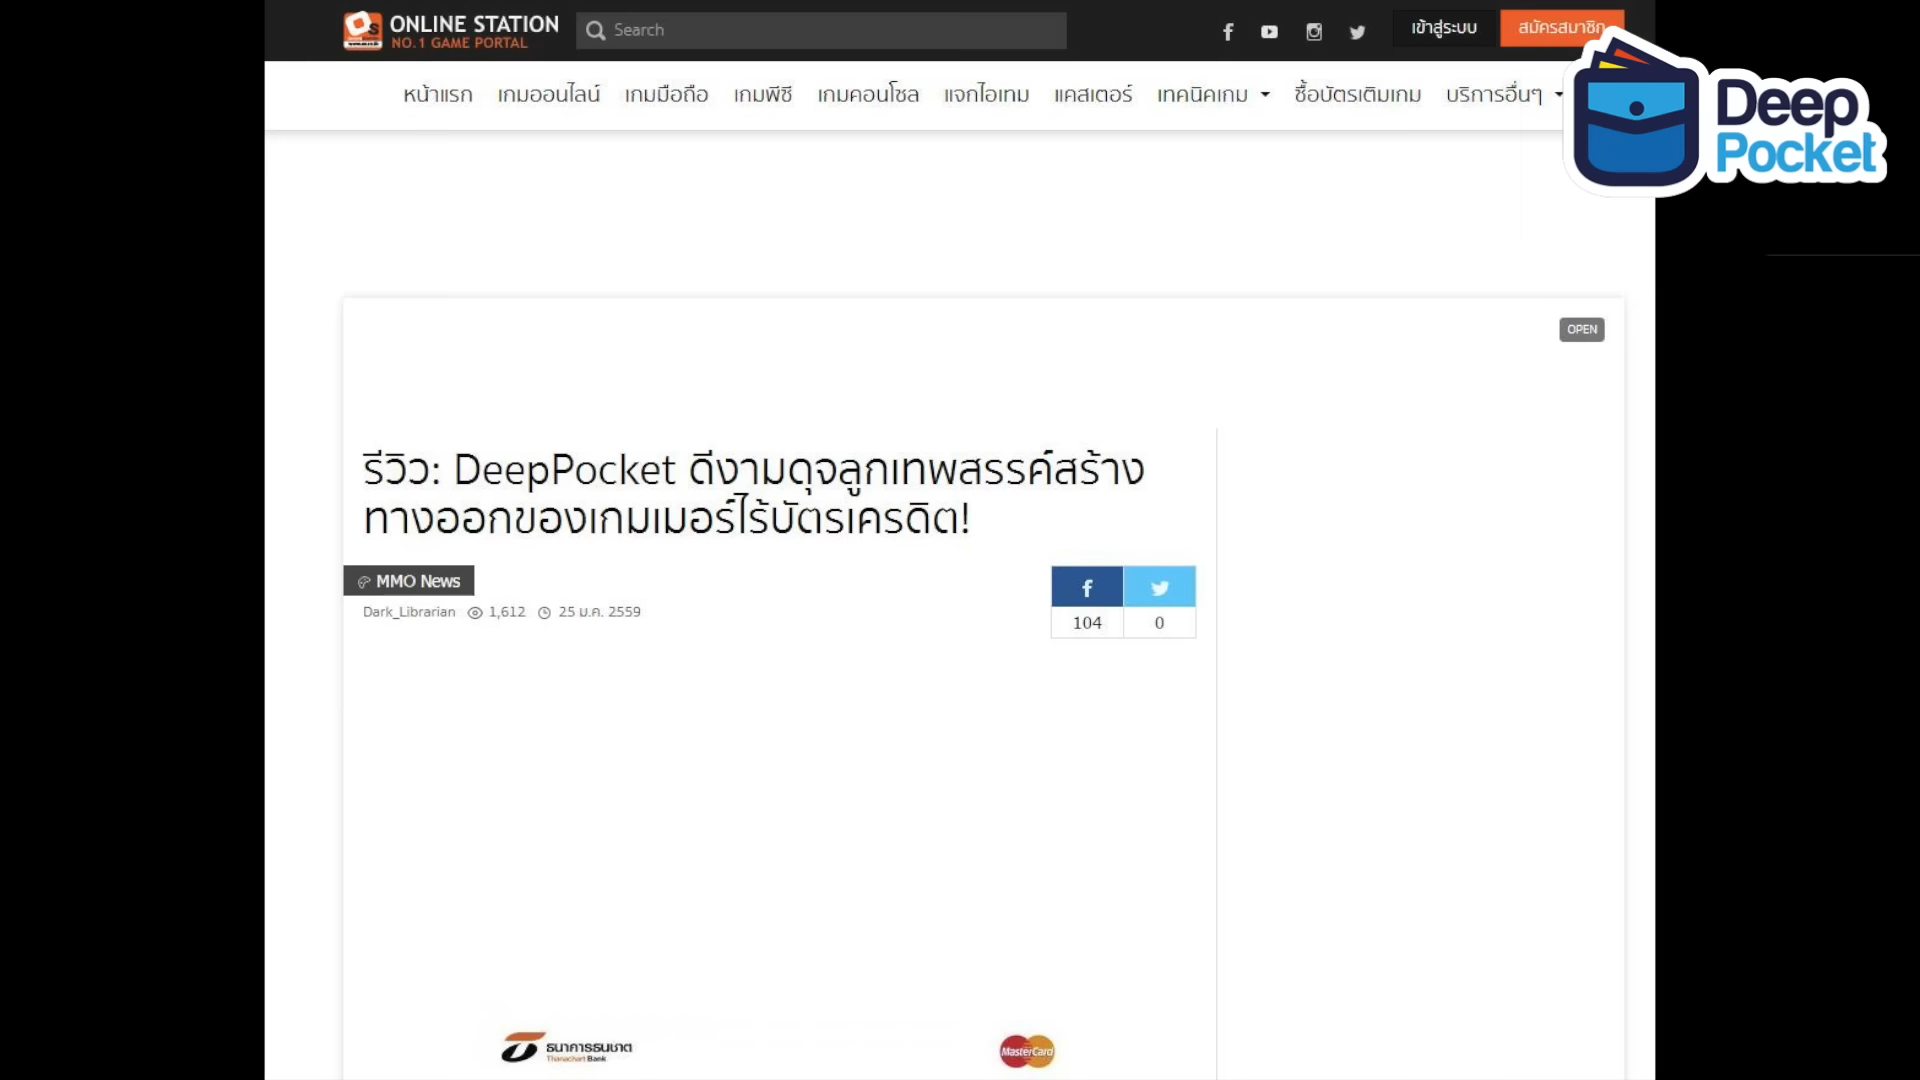 ONLINE STATION
NO.1 GAME PORTAL
Search
เข้าสู่ระบบ
สมัครสมาชิก
หน้าแรก เกมออนไลน์ เกมมือถือ เกมพีซี เกมคอนโซล แจกไอเทม แคสเตอร์ เทคนิคเกม ซื้อบัตรเติมเกม บริการอื่นๆ
Deep
Pocket
OPEN
รีวิว: DeepPocket ดีงามดุจลูกเทพสรรค์สร้าง
ทางออกของเกมเมอร์ไร้บัตรเครดิต!
MMO News
Dark_Librarian 1,612 25 ม.ค. 2559
104 0
ธนาคารธนชาต
Thanachart Bank
MasterCard